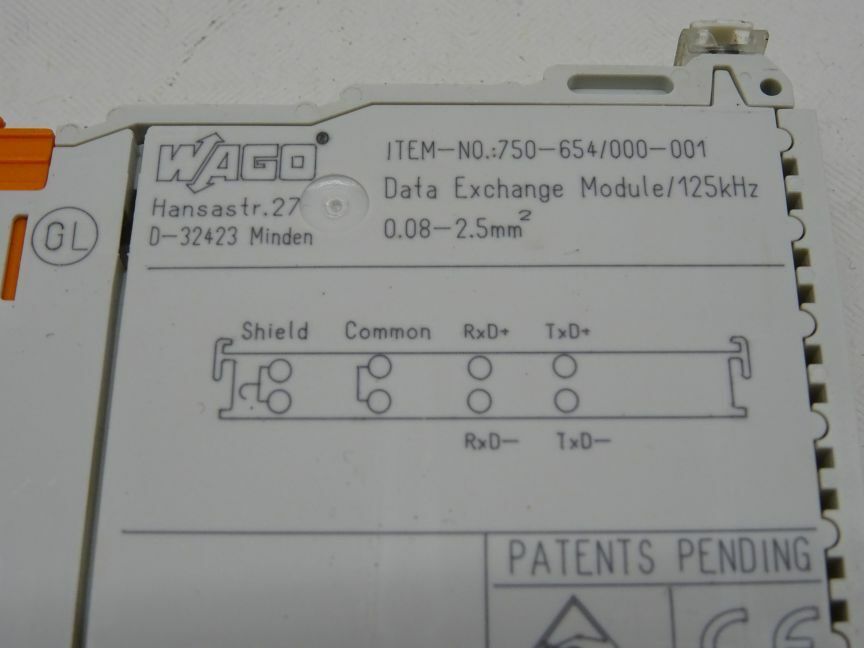 GL
WAGO®
Hansastr.27
D-32423 Minden
ITEM-NO.:750-654/000-001
Data Exchange Module/125kHz
0.08-2.5mm²
Shield Common RxD+ TxD+
RxD- TxD-
PATENTS PENDING
CE